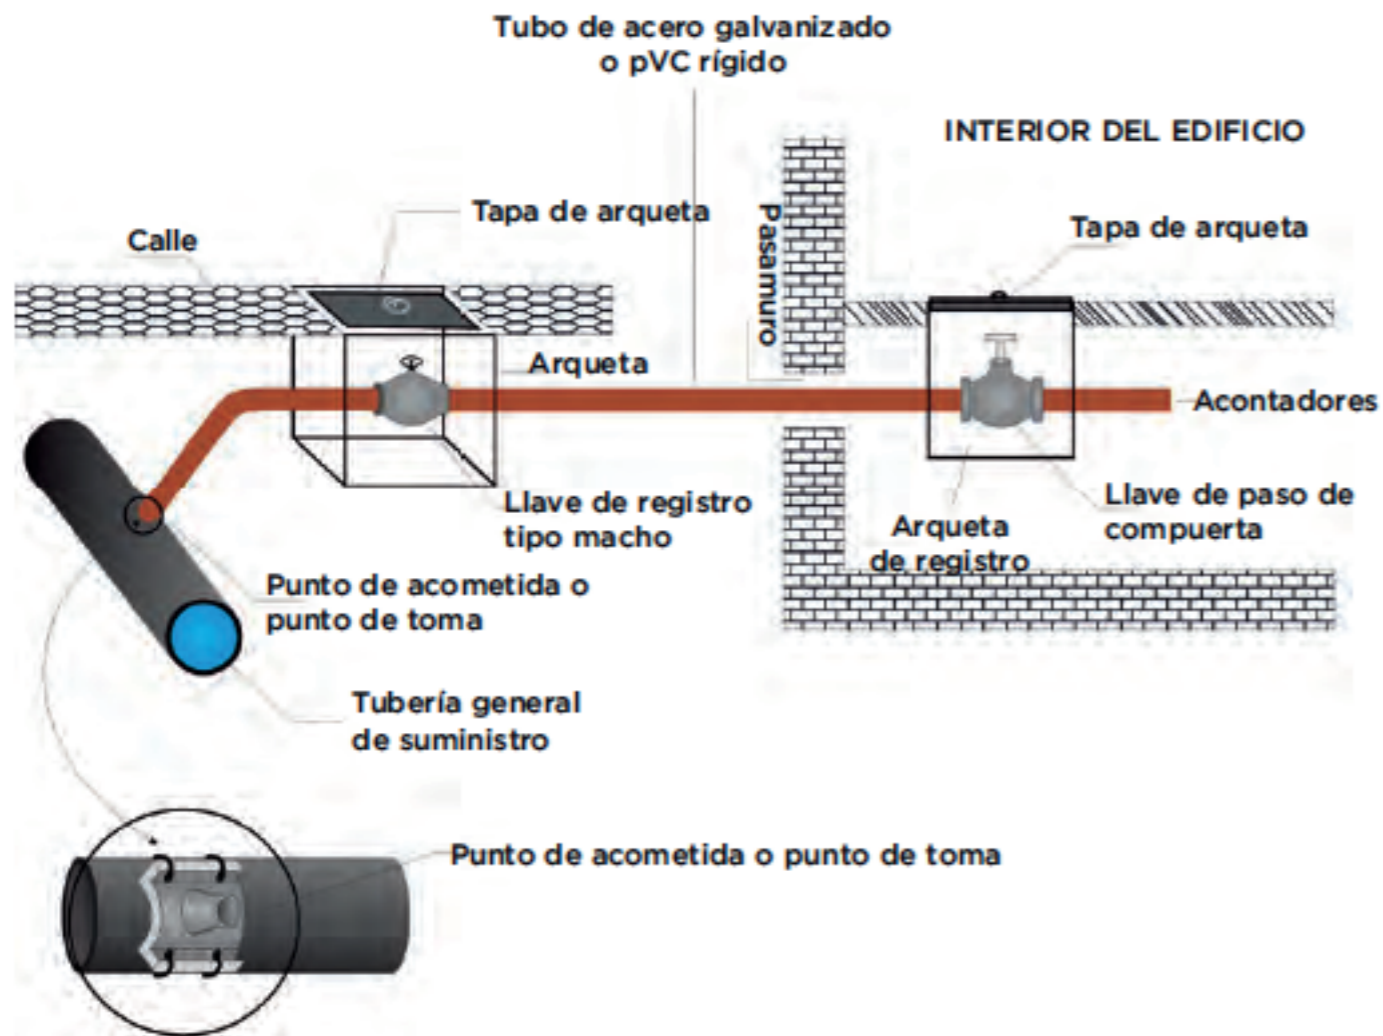 Tubo de acero galvanizado
o pVC rígido
INTERIOR DEL EDIFICIO
Tapa de arqueta
Calle
Pasamuro
Tapa de arqueta
Arqueta
Acontadores
Llave de registro
tipo macho
Arqueta
de registro
Llave de paso de
compuerta
Punto de acometida o
punto de toma
Tubería general
de suministro
Punto de acometida o punto de toma